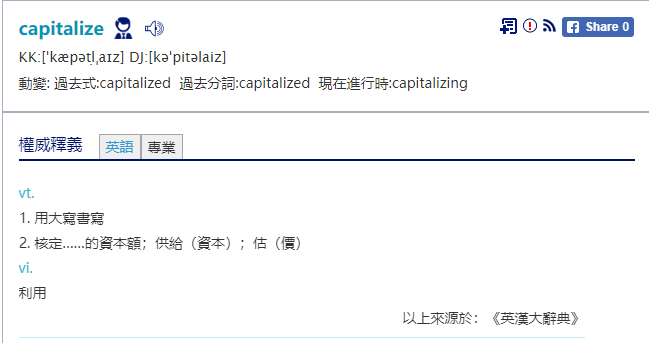 capitalize
Share 0
KK:[ˈkæpətḷˌaɪz] DJ:[kəˈpitəlaiz]
動變: 過去式:capitalized 過去分詞:capitalized 現在進行時:capitalizing
權威釋義 英語 專業
vt.
1. 用大寫書寫
2. 核定……的資本額；供給（資本）；估（價）
vi.
利用
以上來源於：《英漢大辭典》